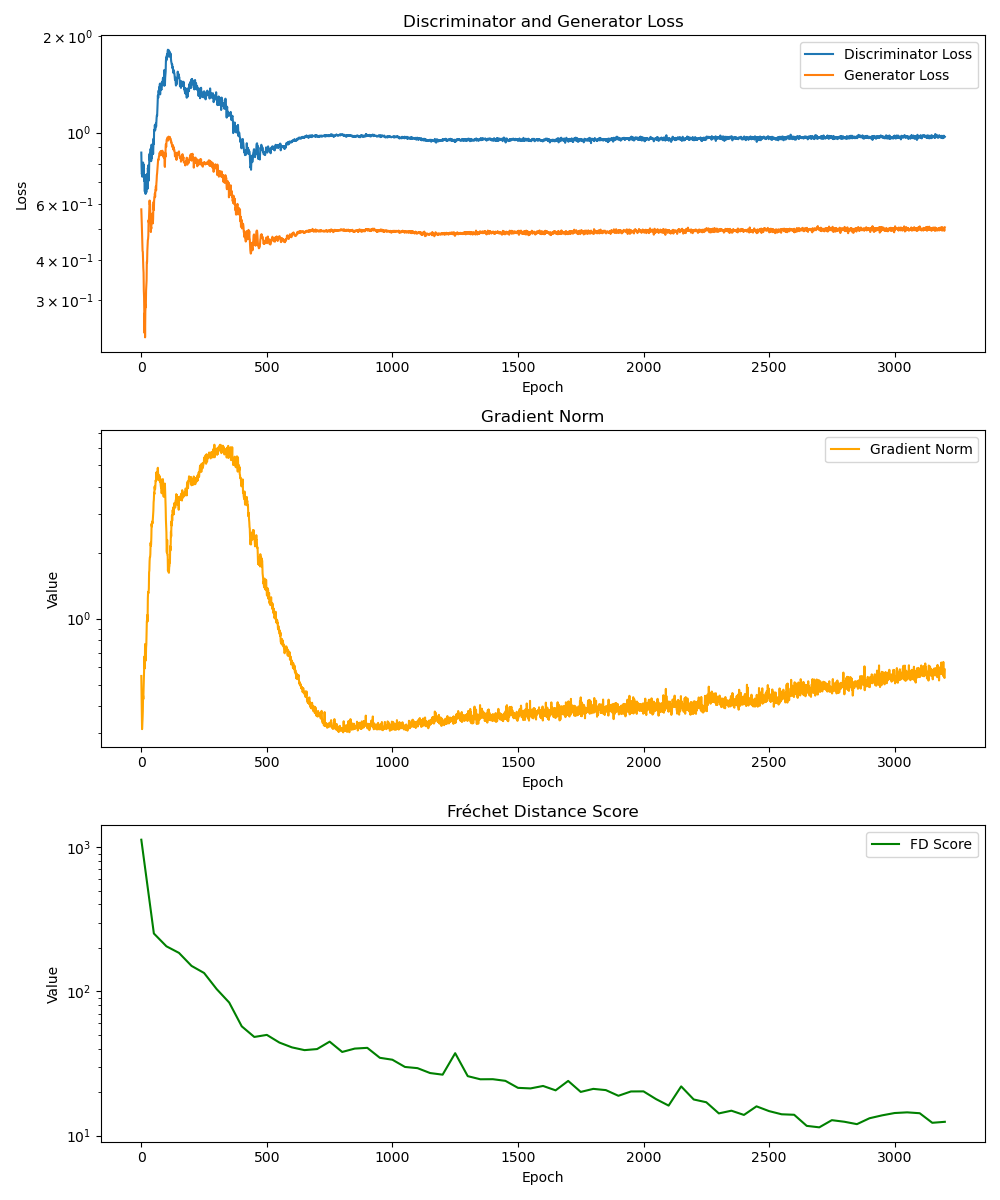 Discriminator and Generator Loss
2 × 10⁰
10⁰
6 × 10⁻¹
4 × 10⁻¹
3 × 10⁻¹
Loss
Discriminator Loss
Generator Loss
0 500 1000 1500 2000 2500 3000
Epoch
Gradient Norm
10⁰
Value
Gradient Norm
0 500 1000 1500 2000 2500 3000
Epoch
Fréchet Distance Score
10³
10²
10¹
Value
FD Score
0 500 1000 1500 2000 2500 3000
Epoch